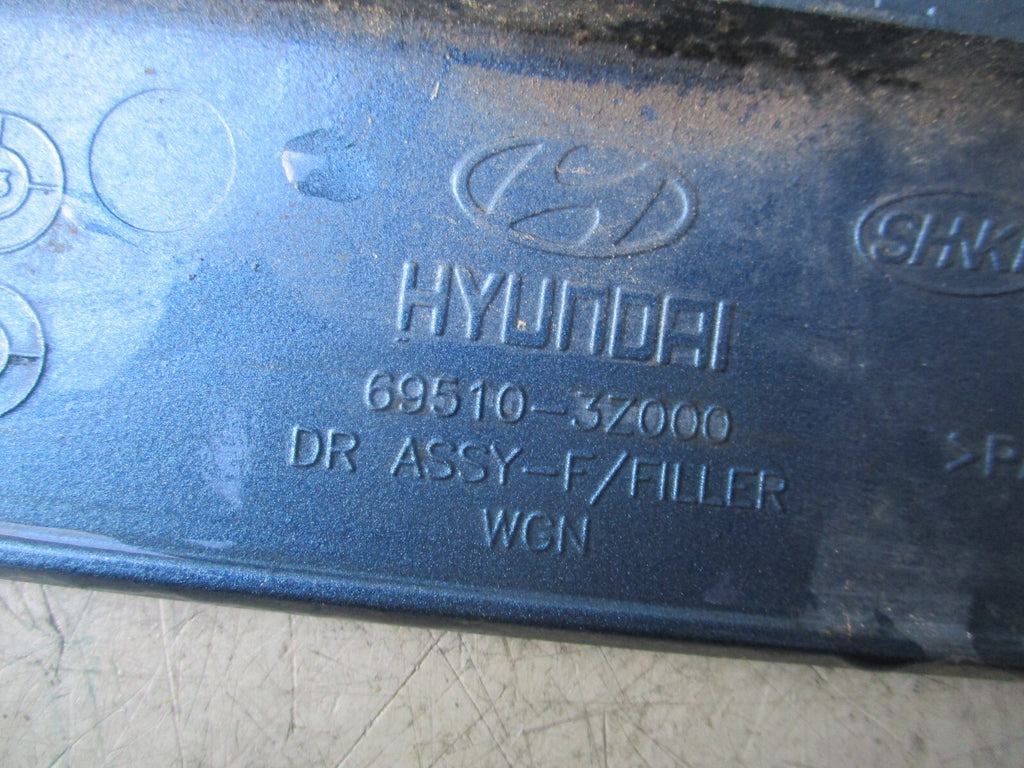 HYUNDAI
69510-3Z000
DR ASSY-F/FILLER
WGN